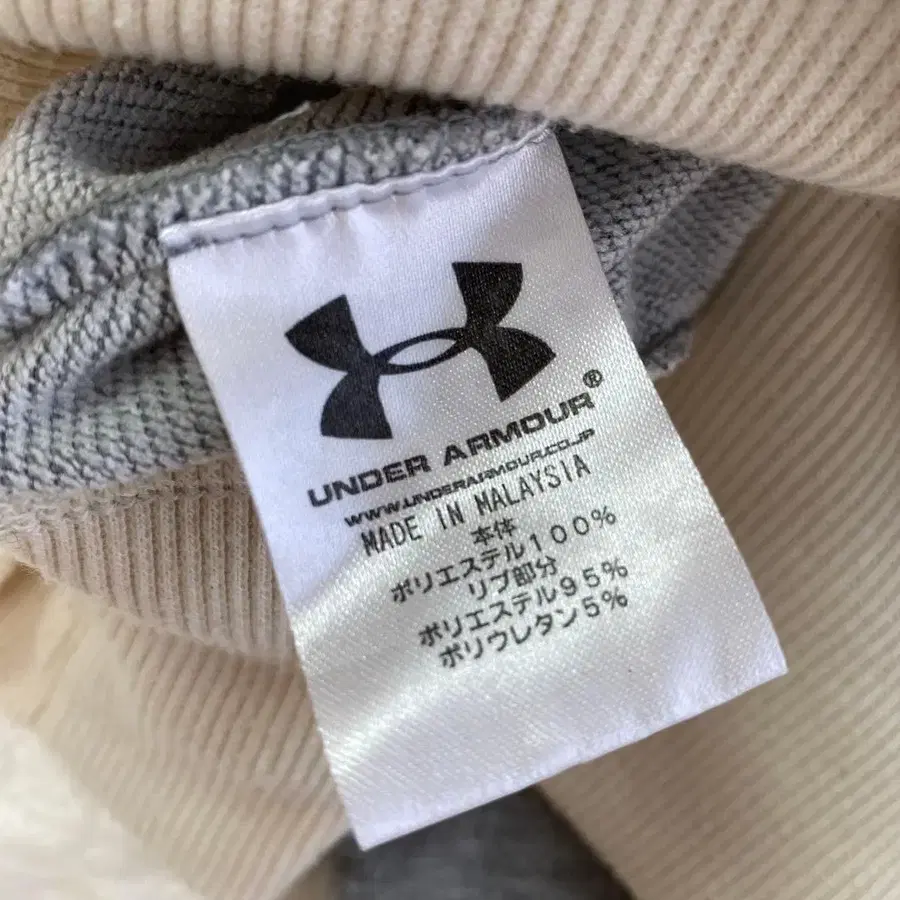 UNDER ARMOUR®
WWW.UNDERARMOUR.CO.JP
MADE IN MALAYSIA
本体
ポリエステル100%
リブ部分
ポリエステル95%
ポリウレタン5%